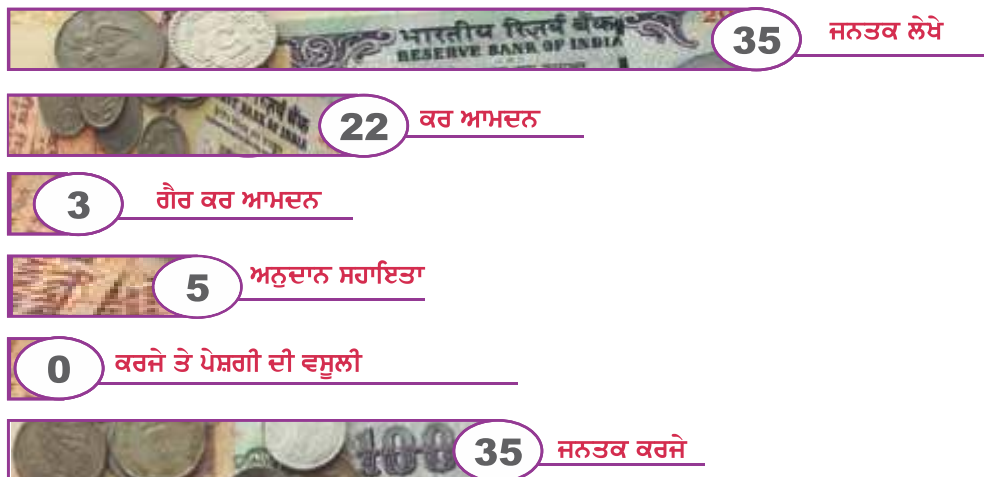 भारतीय रिज़र्व बैंक
RESERVE BANK OF INDIA
35 ਜਨਤਕ ਲੇਖੇ
22 ਕਰ ਆਮਦਨ
3 ਗੈਰ ਕਰ ਆਮਦਨ
5 ਅਨੁਦਾਨ ਸਹਾਇਤਾ
0 ਕਰਜੇ ਤੇ ਪੇਸ਼ਗੀ ਦੀ ਵਸੂਲੀ
100
35 ਜਨਤਕ ਕਰਜੇ